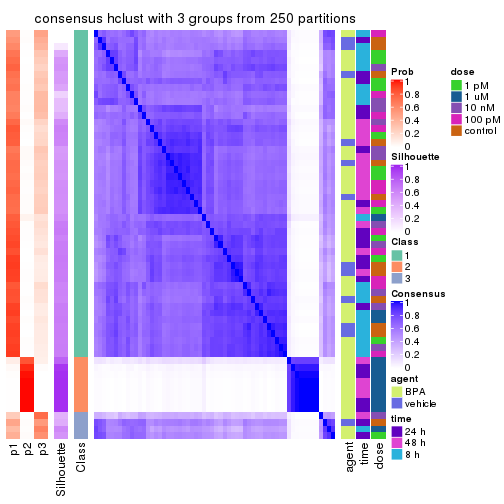 consensus hclust with 3 groups from 250 partitions
Prob
1
0.8
0.6
0.4
0.2
0
Silhouette
1
0.8
0.6
0.4
0.2
0
Class
1
2
3
Consensus
1
0.8
0.6
0.4
0.2
0
agent
BPA
vehicle
time
24 h
48 h
8 h
dose
1 pM
1 uM
10 nM
100 pM
control
p1
p2
p3
Silhouette
Class
agent
time
dose